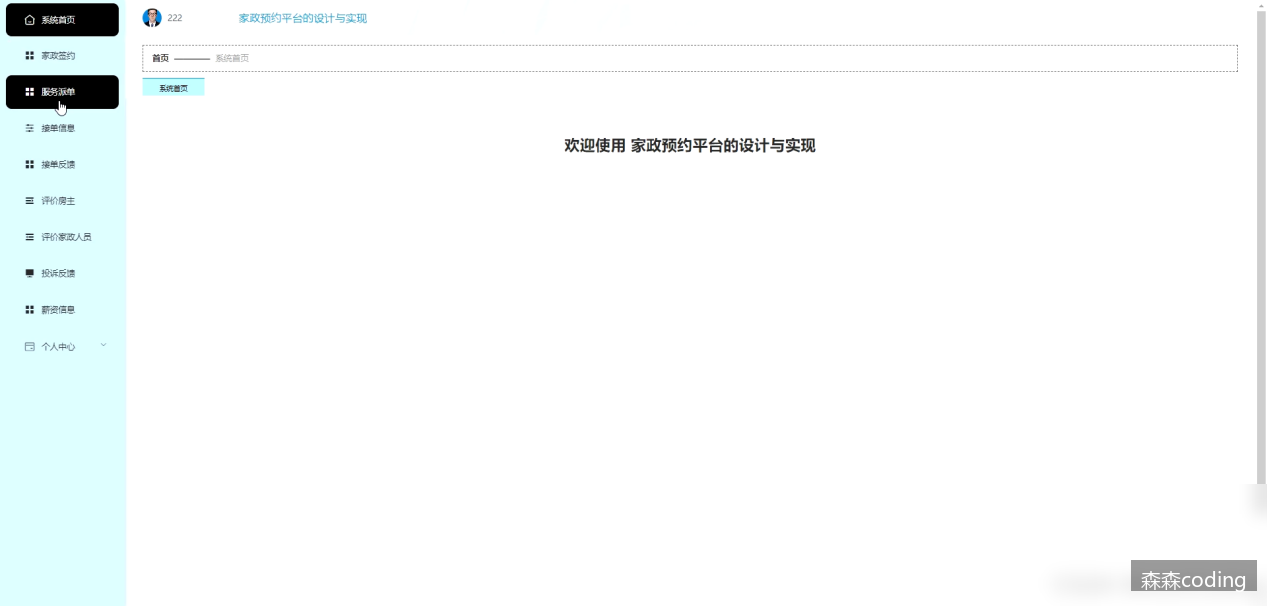 系统首页
家政签约
服务派单
接单信息
接单反馈
评价房主
评价家政人员
投诉反馈
薪资信息
个人中心
222
家政预约平台的设计与实现
首页 系统首页
系统首页
欢迎使用 家政预约平台的设计与实现
森森coding